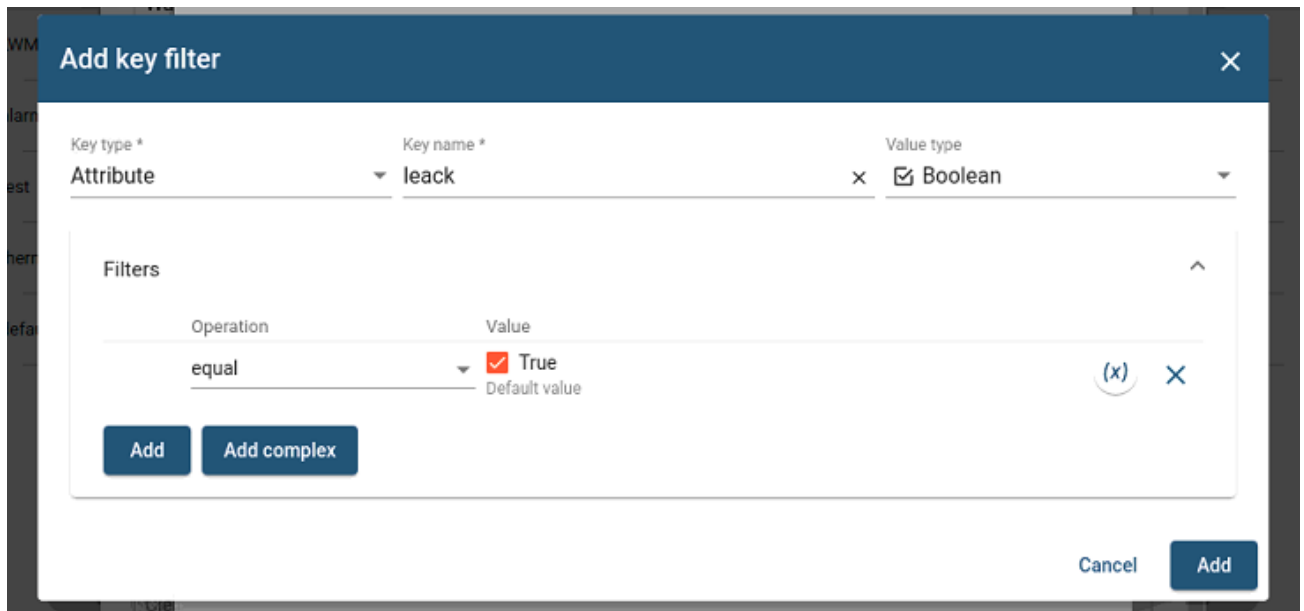 Add key filter
Key type *
Key name *
Value type
Attribute
leack
Boolean
Filters
Operation
Value
equal
True
Default value
(x)
Add
Add complex
Cancel
Add